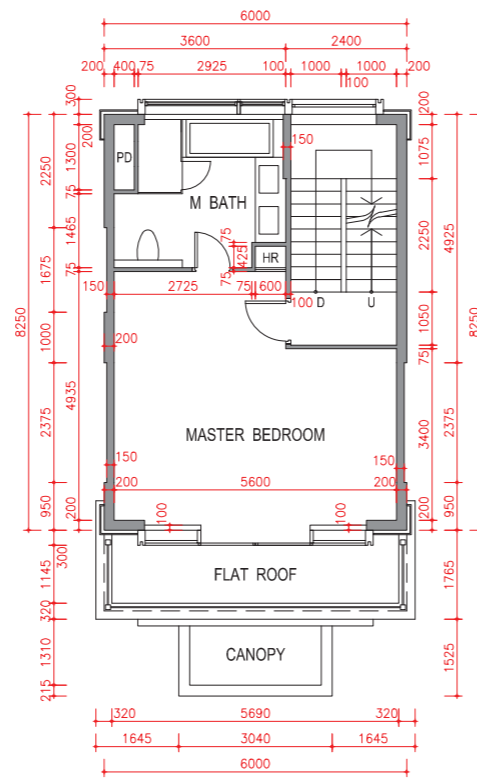 6000
3600 2400
200 400 75 2925 100 1000 1000 200
100
300 200
200
2250 1300 150 1075
PD
75
M BATH
1465 75 2250 4925
425 HR
1675 75 75
150 2725 75 600 100 D U
8250 1000 200 1050 8250
75
4935
2375 MASTER BEDROOM 3400 2375
150 150
200 5600 200
950 200 100 100 200 950
300
1145 FLAT ROOF 1765
320
1310 CANOPY 1525
215
320 5690 320
1645 3040 1645
6000